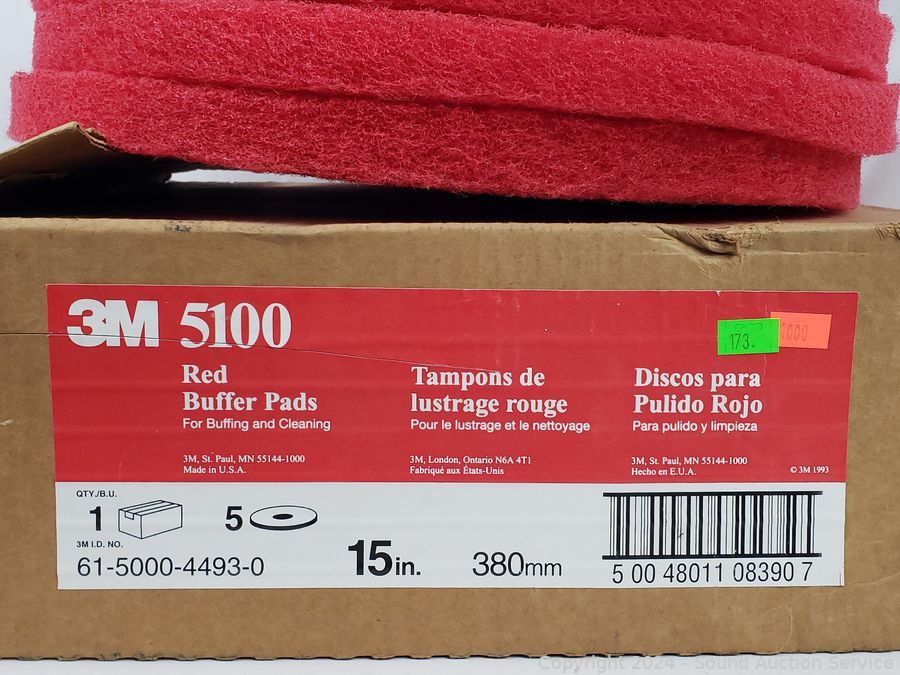 3M 5100
173.
000
Red
Buffer Pads
For Buffing and Cleaning
3M, St. Paul, MN 55144-1000
Made in U.S.A.
Tampons de
lustrage rouge
Pour le lustrage et le nettoyage
3M, London, Ontario N6A 4T1
Fabriqué aux États-Unis
Discos para
Pulido Rojo
Para pulido y limpieza
3M, St. Paul, MN 55144-1000
Hecho en E.U.A.
© 3M 1993
QTY./B.U.
1
5
3M I.D. NO.
61-5000-4493-0
15in.
380mm
5 00 48011 08390 7
Copyright 2024 - Sound Auction Service